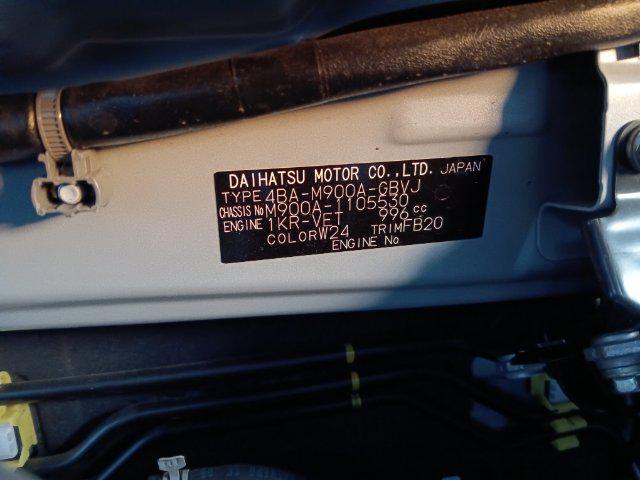 DAIHATSU MOTOR CO.,LTD. JAPAN
TYPE 4BA-M900A-GBVJ
CHASSIS No M900A-1105530
ENGINE 1KR-VET 996 cc
COLOR W24 TRIM FB20
ENGINE No